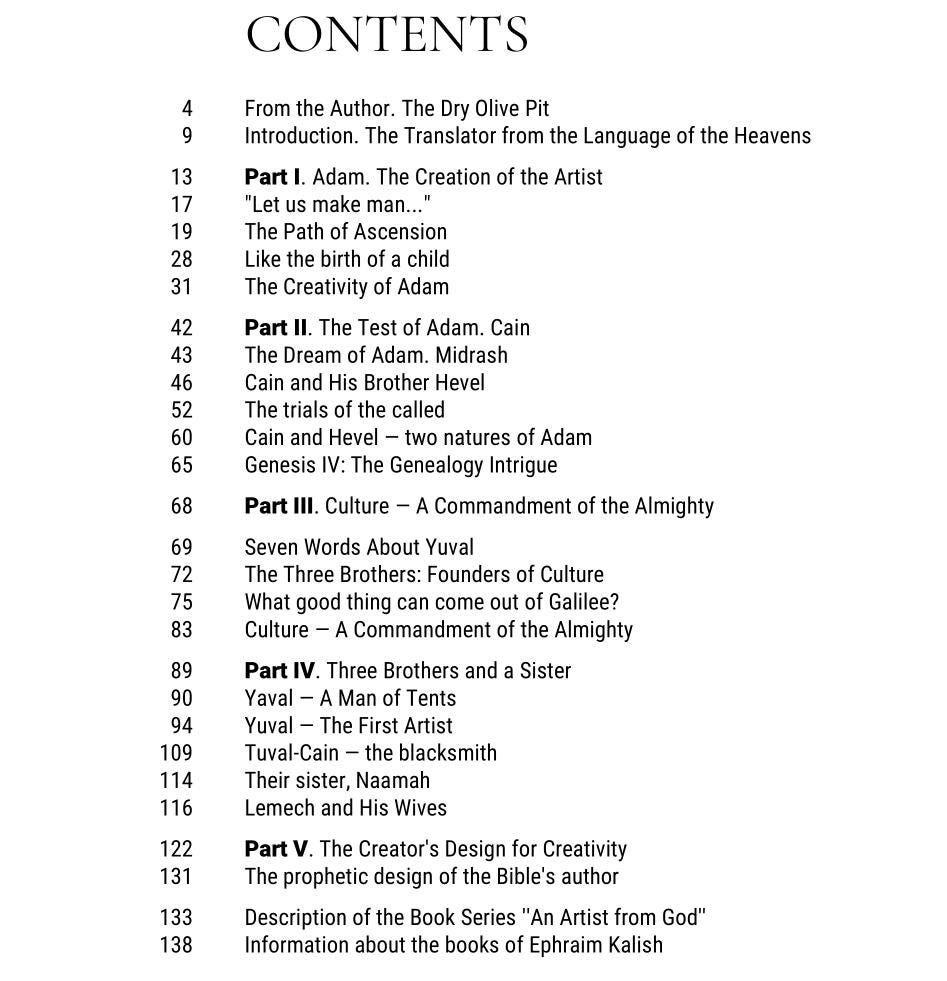 CONTENTS
4 From the Author. The Dry Olive Pit
9 Introduction. The Translator from the Language of the Heavens
13 Part I. Adam. The Creation of the Artist
17 "Let us make man..."
19 The Path of Ascension
28 Like the birth of a child
31 The Creativity of Adam
42 Part II. The Test of Adam. Cain
43 The Dream of Adam. Midrash
46 Cain and His Brother Hevel
52 The trials of the called
60 Cain and Hevel — two natures of Adam
65 Genesis IV: The Genealogy Intrigue
68 Part III. Culture — A Commandment of the Almighty
69 Seven Words About Yuval
72 The Three Brothers: Founders of Culture
75 What good thing can come out of Galilee?
83 Culture — A Commandment of the Almighty
89 Part IV. Three Brothers and a Sister
90 Yaval — A Man of Tents
94 Yuval — The First Artist
109 Tuval-Cain — the blacksmith
114 Their sister, Naamah
116 Lemech and His Wives
122 Part V. The Creator's Design for Creativity
131 The prophetic design of the Bible's author
133 Description of the Book Series "An Artist from God"
138 Information about the books of Ephraim Kalish